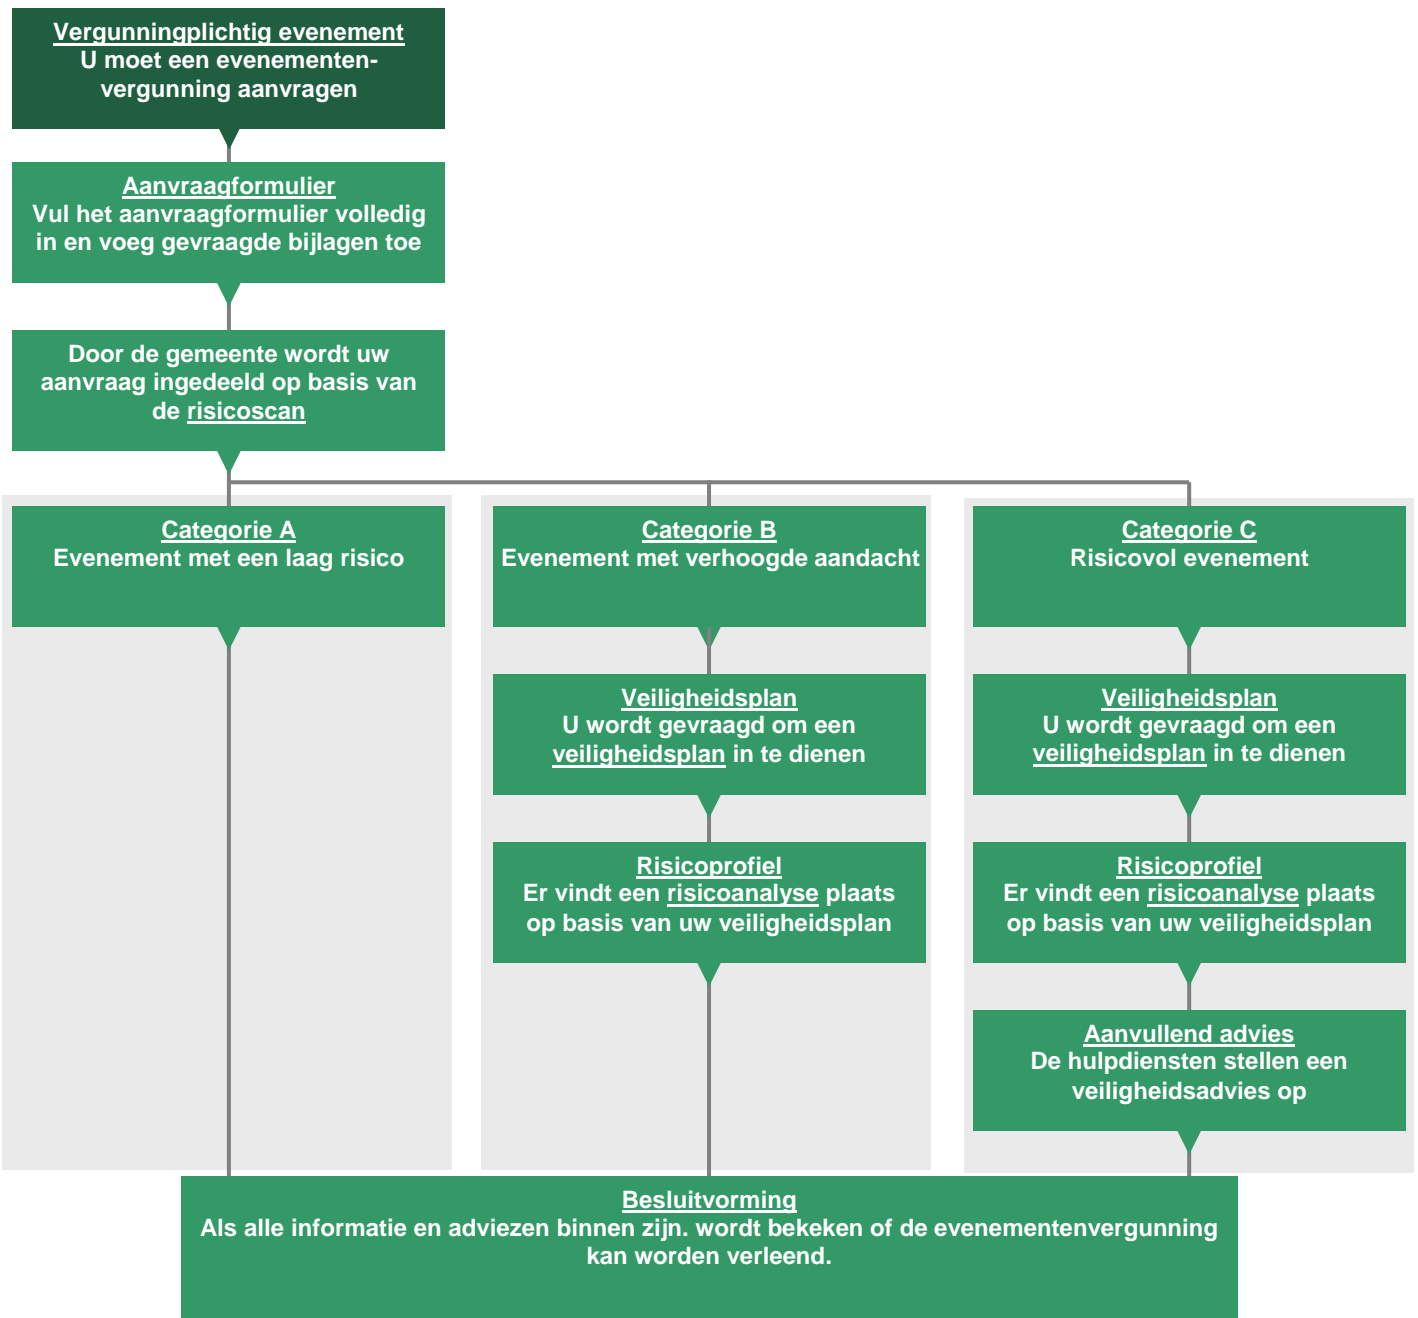 Vergunningplichtig evenement
U moet een evenementen-
vergunning aanvragen
Aanvraagformulier
Vul het aanvraagformulier volledig
in en voeg gevraagde bijlagen toe
Door de gemeente wordt uw
aanvraag ingedeeld op basis van
de risicoscan
Categorie A
Evenement met een laag risico
Categorie B
Evenement met verhoogde aandacht
Veiligheidsplan
U wordt gevraagd om een
veiligheidsplan in te dienen
Risicoprofiel
Er vindt een risicoanalyse plaats
op basis van uw veiligheidsplan
Categorie C
Risicovol evenement
Veiligheidsplan
U wordt gevraagd om een
veiligheidsplan in te dienen
Risicoprofiel
Er vindt een risicoanalyse plaats
op basis van uw veiligheidsplan
Aanvullend advies
De hulpdiensten stellen een
veiligheidsadvies op
Besluitvorming
Als alle informatie en adviezen binnen zijn. wordt bekeken of de evenementenvergunning
kan worden verleend.